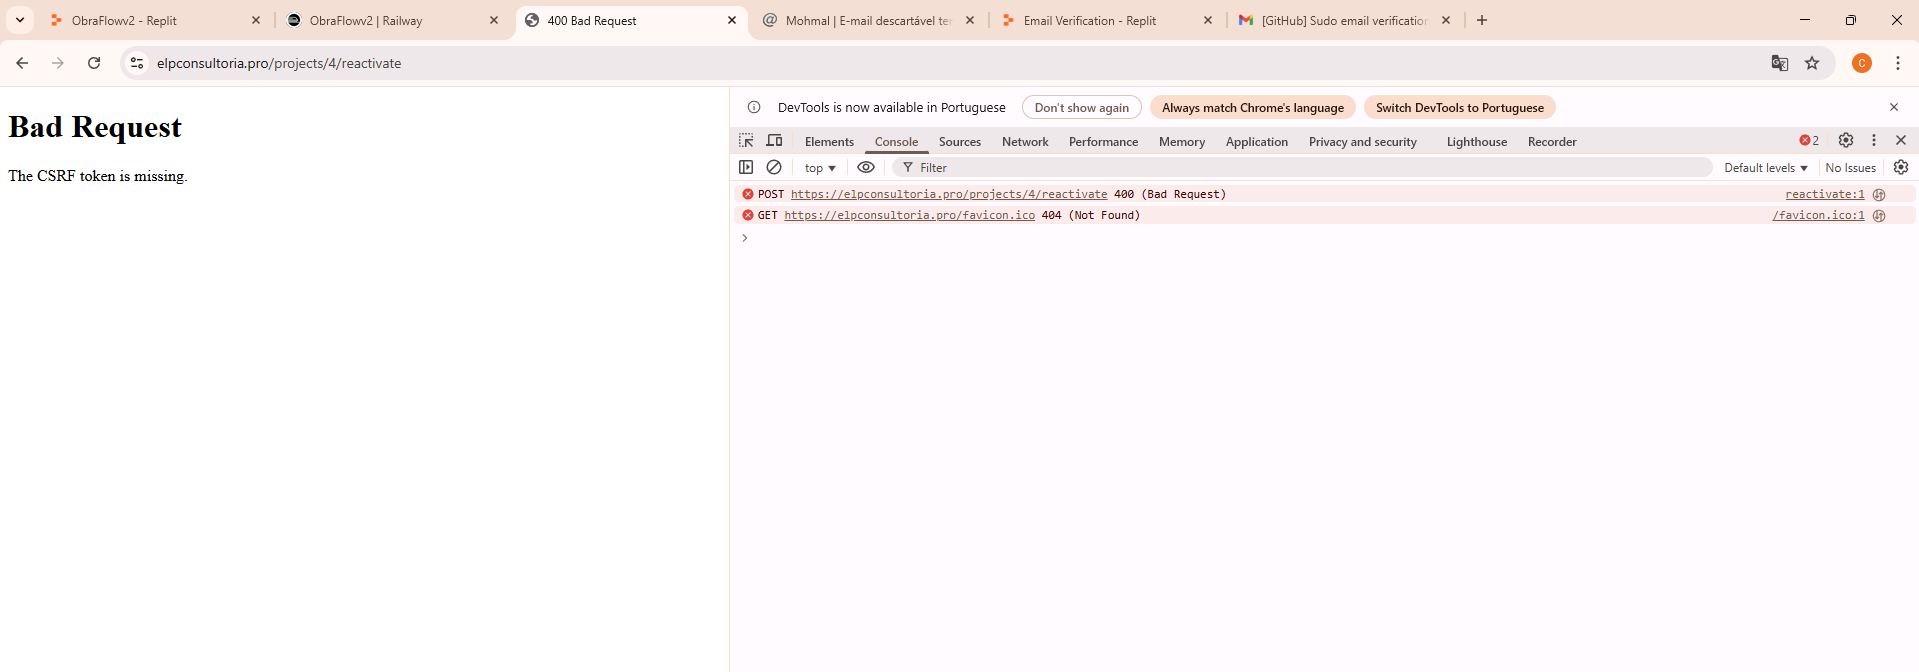 ObraFlowv2 - Replit
ObraFlowv2 | Railway
400 Bad Request
Mohmal | E-mail descartável te
Email Verification - Replit
[GitHub] Sudo email verification
elpconsultoria.pro/projects/4/reactivate
C
Bad Request
The CSRF token is missing.
DevTools is now available in Portuguese
Don't show again
Always match Chrome's language
Switch DevTools to Portuguese
Elements
Console
Sources
Network
Performance
Memory
Application
Privacy and security
Lighthouse
Recorder
2
top
Filter
Default levels
No Issues
POST https://elpconsultoria.pro/projects/4/reactivate 400 (Bad Request)
reactivate:1
GET https://elpconsultoria.pro/favicon.ico 404 (Not Found)
/favicon.ico:1